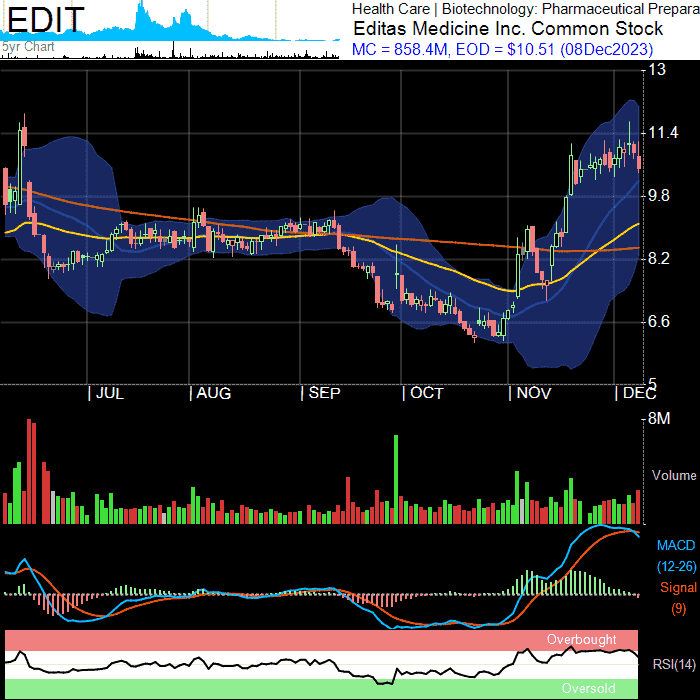 EDIT
5yr Chart
Health Care | Biotechnology: Pharmaceutical Prepara
Editas Medicine Inc. Common Stock
MC = 858.4M, EOD = $10.51 (08Dec2023)
13
11.4
9.8
8.2
6.6
5
| JUL | AUG | SEP | OCT | NOV | DEC
8M
Volume
MACD
(12-26)
Signal
(9)
Overbought
RSI(14)
Oversold